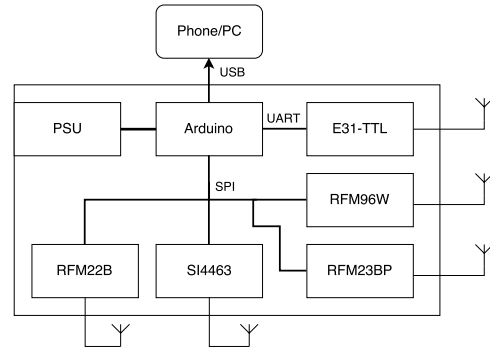 Phone/PC
USB
PSU
Arduino
UART
E31-TTL
SPI
RFM96W
RFM22B
SI4463
RFM23BP